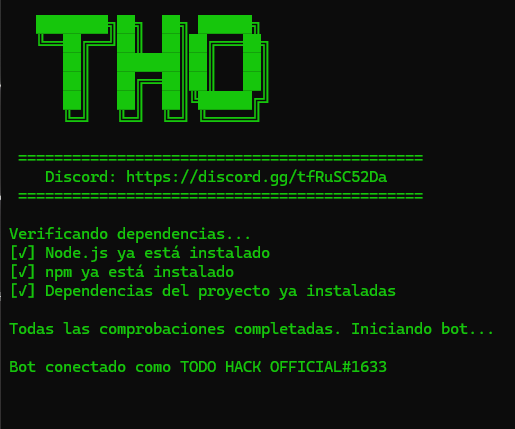 THO
=============================================
Discord: https://discord.gg/tfRuSC52Da
=============================================
Verificando dependencias...
[√] Node.js ya está instalado
[√] npm ya está instalado
[√] Dependencias del proyecto ya instaladas
Todas las comprobaciones completadas. Iniciando bot...
Bot conectado como TODO HACK OFFICIAL#1633